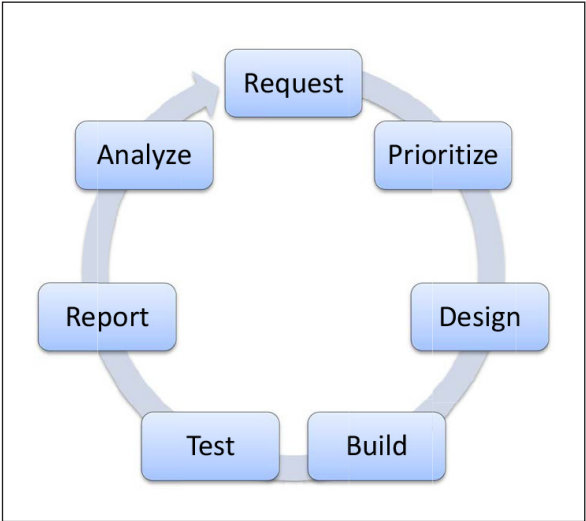 Request
Prioritize
Design
Build
Test
Report
Analyze